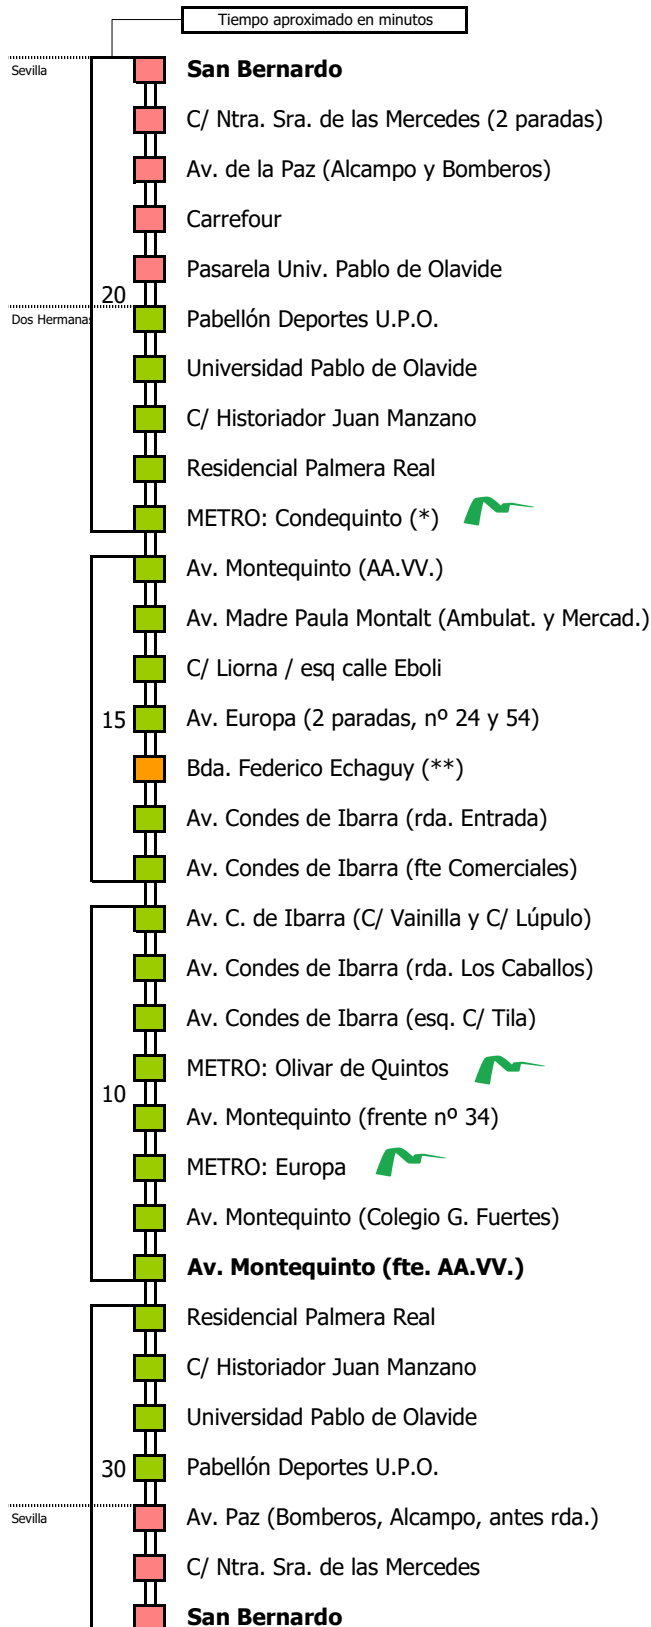 Tiempo aproximado en minutos
Sevilla
San Bernardo
C/ Ntra. Sra. de las Mercedes (2 paradas)
Av. de la Paz (Alcampo y Bomberos)
Carrefour
Pasarela Univ. Pablo de Olavide
20
Dos Hermanas
Pabellón Deportes U.P.O.
Universidad Pablo de Olavide
C/ Historiador Juan Manzano
Residencial Palmera Real
METRO: Condequinto (*)
Av. Montequinto (AA.VV.)
Av. Madre Paula Montalt (Ambulat. y Mercad.)
C/ Liorna / esq calle Eboli
15
Av. Europa (2 paradas, nº 24 y 54)
Bda. Federico Echaguy (**)
Av. Condes de Ibarra (rda. Entrada)
Av. Condes de Ibarra (fte Comerciales)
Av. C. de Ibarra (C/ Vainilla y C/ Lúpulo)
Av. Condes de Ibarra (rda. Los Caballos)
Av. Condes de Ibarra (esq. C/ Tila)
METRO: Olivar de Quintos
10
Av. Montequinto (frente nº 34)
METRO: Europa
Av. Montequinto (Colegio G. Fuertes)
Av. Montequinto (fte. AA.VV.)
Residencial Palmera Real
C/ Historiador Juan Manzano
Universidad Pablo de Olavide
30
Pabellón Deportes U.P.O.
Sevilla
Av. Paz (Bomberos, Alcampo, antes rda.)
C/ Ntra. Sra. de las Mercedes
San Bernardo